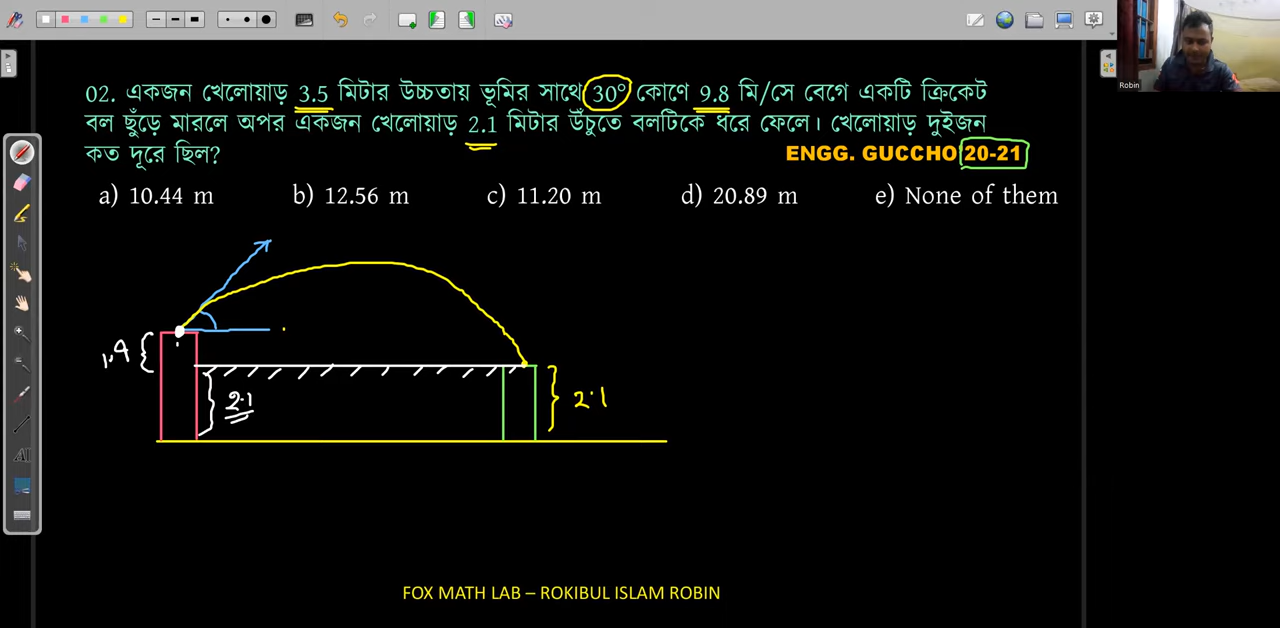 Robin
02. একজন খেলোয়াড় 3.5 মিটার উচ্চতায় ভূমির সাথে 30° কোণে 9.8 মি/সে বেগে একটি ক্রিকেট
বল ছুঁড়ে মারলে অপর একজন খেলোয়াড় 2.1 মিটার উঁচুতে বলটিকে ধরে ফেলে। খেলোয়াড় দুইজন
কত দূরে ছিল?
ENGG. GUCCHO 20-21
a) 10.44 m b) 12.56 m c) 11.20 m d) 20.89 m e) None of them
2.1
2.1
FOX MATH LAB – ROKIBUL ISLAM ROBIN